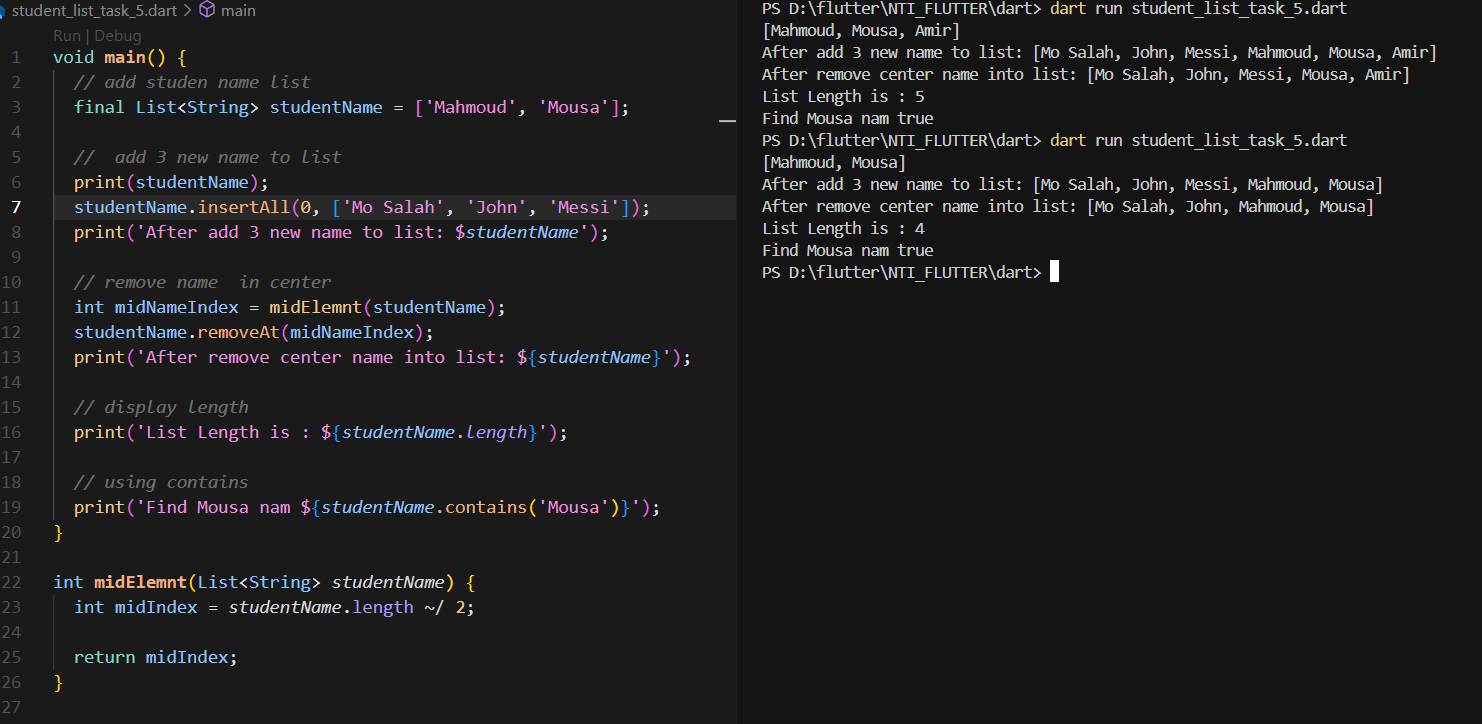 student_list_task_5.dart > main
Run | Debug
1 void main() {
2 // add studen name list
3 final List<String> studentName = ['Mahmoud', 'Mousa'];
4
5 //  add 3 new name to list
6 print(studentName);
7 studentName.insertAll(0, ['Mo Salah', 'John', 'Messi']);
8 print('After add 3 new name to list: $studentName');
9
10 // remove name  in center
11 int midNameIndex = midElemnt(studentName);
12 studentName.removeAt(midNameIndex);
13 print('After remove center name into list: ${studentName}');
14
15 // display length
16 print('List Length is : ${studentName.length}');
17
18 // using contains
19 print('Find Mousa nam ${studentName.contains('Mousa')}');
20 }
21
22 int midElemnt(List<String> studentName) {
23 int midIndex = studentName.length ~/ 2;
24
25 return midIndex;
26 }
27
PS D:\flutter\NTI_FLUTTER\dart> dart run student_list_task_5.dart
[Mahmoud, Mousa, Amir]
After add 3 new name to list: [Mo Salah, John, Messi, Mahmoud, Mousa, Amir]
After remove center name into list: [Mo Salah, John, Messi, Mousa, Amir]
List Length is : 5
Find Mousa nam true
PS D:\flutter\NTI_FLUTTER\dart> dart run student_list_task_5.dart
[Mahmoud, Mousa]
After add 3 new name to list: [Mo Salah, John, Messi, Mahmoud, Mousa]
After remove center name into list: [Mo Salah, John, Mahmoud, Mousa]
List Length is : 4
Find Mousa nam true
PS D:\flutter\NTI_FLUTTER\dart>